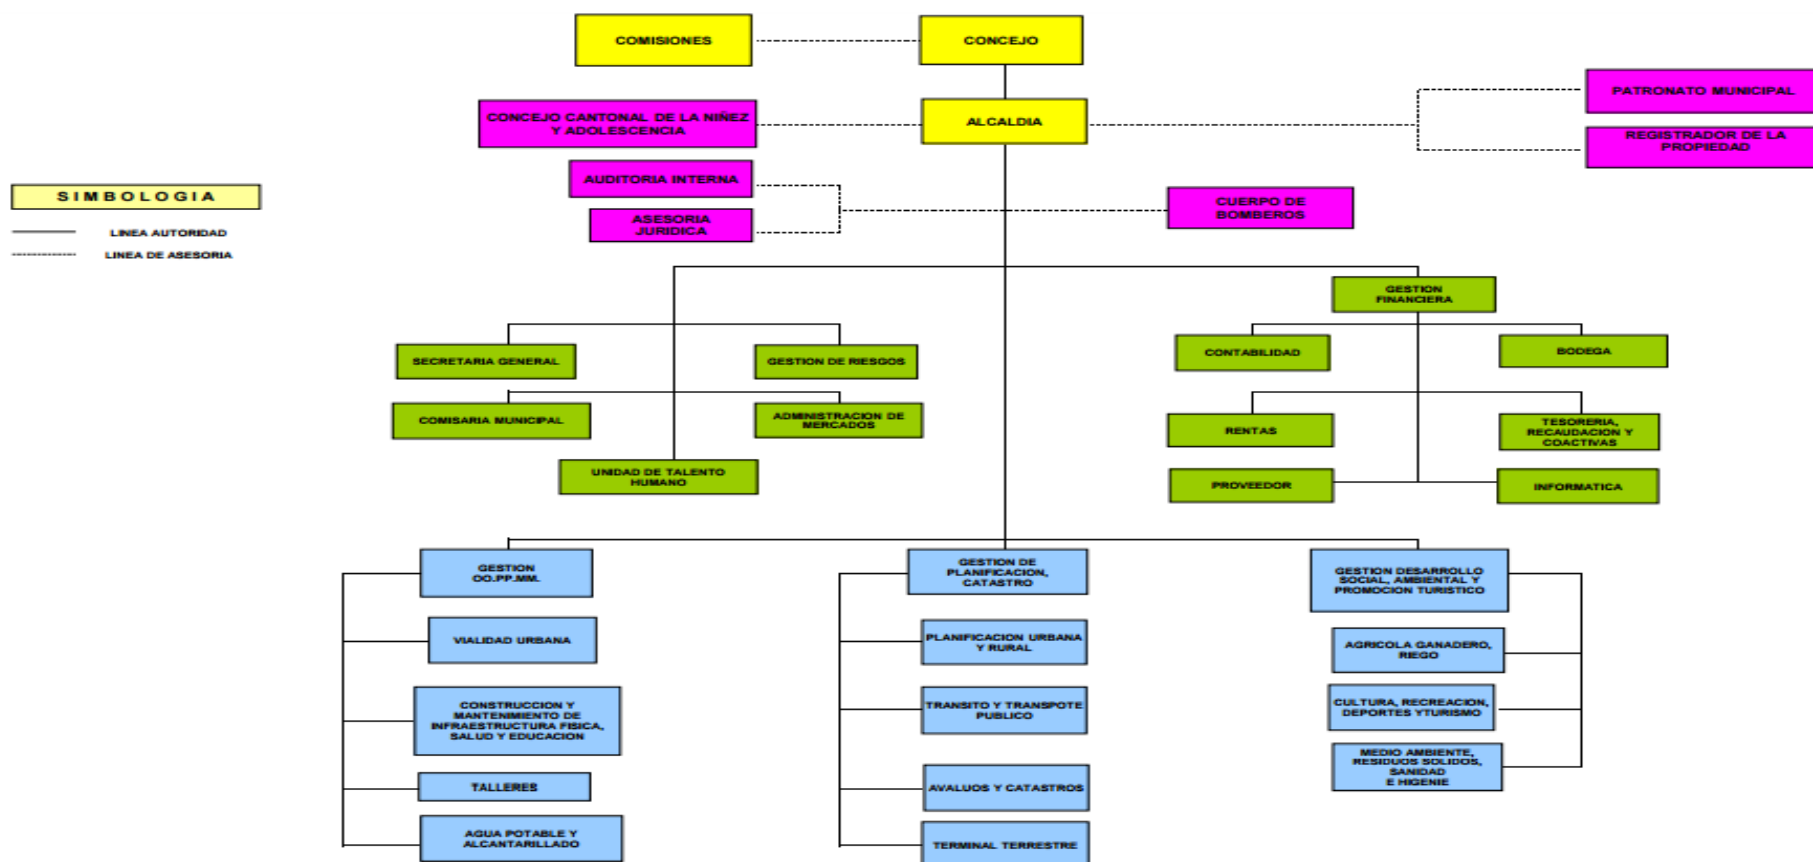 COMISIONES
CONCEJO
CONCEJO CANTONAL DE LA NIÑEZ
Y ADOLESCENCIA
ALCALDIA
PATRONATO MUNICIPAL
REGISTRADOR DE LA
PROPIEDAD
AUDITORIA INTERNA
ASESORIA
JURIDICA
CUERPO DE
BOMBEROS
SIMBOLOGIA
LINEA AUTORIDAD
LINEA DE ASESORIA
GESTION
FINANCIERA
SECRETARIA GENERAL
GESTION DE RIESGOS
CONTABILIDAD
BODEGA
COMISARIA MUNICIPAL
ADMINISTRACION DE
MERCADOS
RENTAS
TESORERIA,
RECAUDACION Y
COACTIVAS
UNIDAD DE TALENTO
HUMANO
PROVEEDOR
INFORMATICA
GESTION
OO.PP.MM.
VIALIDAD URBANA
CONSTRUCCION Y
MANTENIMIENTO DE
INFRAESTRUCTURA FISICA,
SALUD Y EDUCACION
TALLERES
AGUA POTABLE Y
ALCANTARILLADO
GESTION DE
PLANIFICACION,
CATASTRO
PLANIFICACION URBANA
Y RURAL
TRANSITO Y TRANSPOTE
PUBLICO
AVALUOS Y CATASTROS
TERMINAL TERRESTRE
GESTION DESARROLLO
SOCIAL, AMBIENTAL Y
PROMOCION TURISTICO
AGRICOLA GANADERO,
RIEGO
CULTURA, RECREACION,
DEPORTES YTURISMO
MEDIO AMBIENTE,
RESIDUOS SOLIDOS,
SANIDAD
E HIGENIE